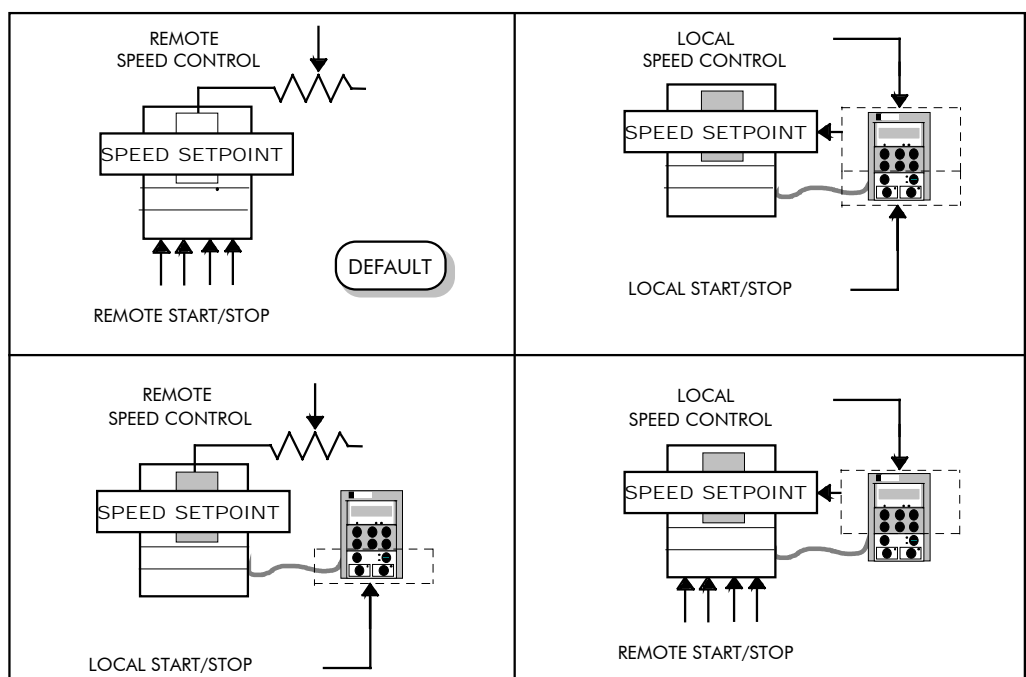 REMOTE
SPEED CONTROL
SPEED SETPOINT
DEFAULT
REMOTE START/STOP
LOCAL
SPEED CONTROL
SPEED SETPOINT
LOCAL START/STOP
REMOTE
SPEED CONTROL
SPEED SETPOINT
LOCAL START/STOP
LOCAL
SPEED CONTROL
SPEED SETPOINT
REMOTE START/STOP